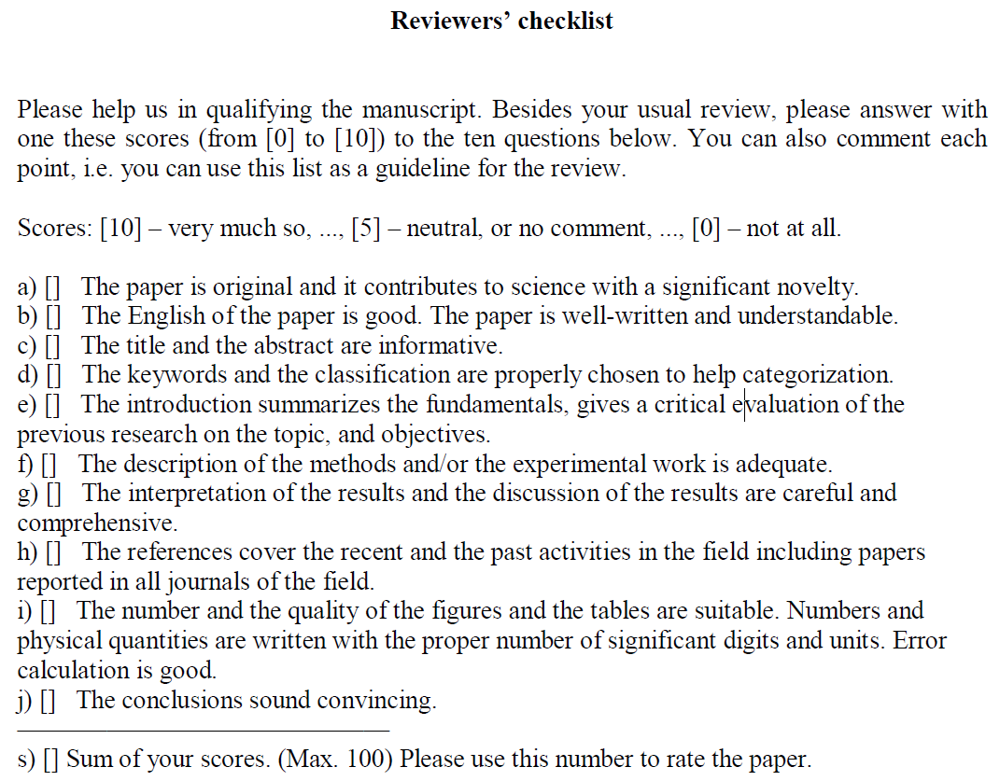 Reviewers’ checklist
Please help us in qualifying the manuscript. Besides your usual review, please answer with
one these scores (from [0] to [10]) to the ten questions below. You can also comment each
point, i.e. you can use this list as a guideline for the review.
Scores: [10] – very much so, ..., [5] – neutral, or no comment, ..., [0] – not at all.
a) [] The paper is original and it contributes to science with a significant novelty.
b) [] The English of the paper is good. The paper is well-written and understandable.
c) [] The title and the abstract are informative.
d) [] The keywords and the classification are properly chosen to help categorization.
e) [] The introduction summarizes the fundamentals, gives a critical evaluation of the
previous research on the topic, and objectives.
f) [] The description of the methods and/or the experimental work is adequate.
g) [] The interpretation of the results and the discussion of the results are careful and
comprehensive.
h) [] The references cover the recent and the past activities in the field including papers
reported in all journals of the field.
i) [] The number and the quality of the figures and the tables are suitable. Numbers and
physical quantities are written with the proper number of significant digits and units. Error
calculation is good.
j) [] The conclusions sound convincing.
s) [] Sum of your scores. (Max. 100) Please use this number to rate the paper.